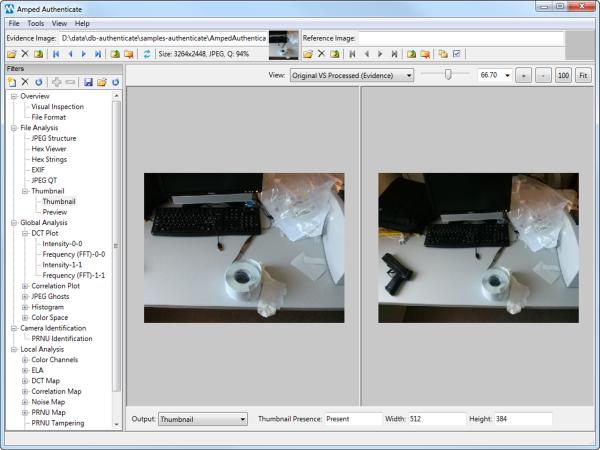 Amped Authenticate
File Tools View Help
Evidence Image: D:\data\db-authenticate\samples-authenticate\AmpedAuthentica
Reference Image:
Size: 3264x2448, JPEG, Q: 94%
Filters
View: Original VS Processed (Evidence) 66.70 + - 100 Fit
Overview
Visual Inspection
File Format
File Analysis
JPEG Structure
Hex Viewer
Hex Strings
EXIF
JPEG QT
Thumbnail
Thumbnail
Preview
Global Analysis
DCT Plot
Intensity-0-0
Frequency (FFT)-0-0
Intensity-1-1
Frequency (FFT)-1-1
Correlation Plot
JPEG Ghosts
Histogram
Color Space
Camera Identification
PRNU Identification
Local Analysis
Color Channels
ELA
DCT Map
Correlation Map
Noise Map
PRNU Map
PRNU Tampering
Output: Thumbnail Thumbnail Presence: Present Width: 512 Height: 384